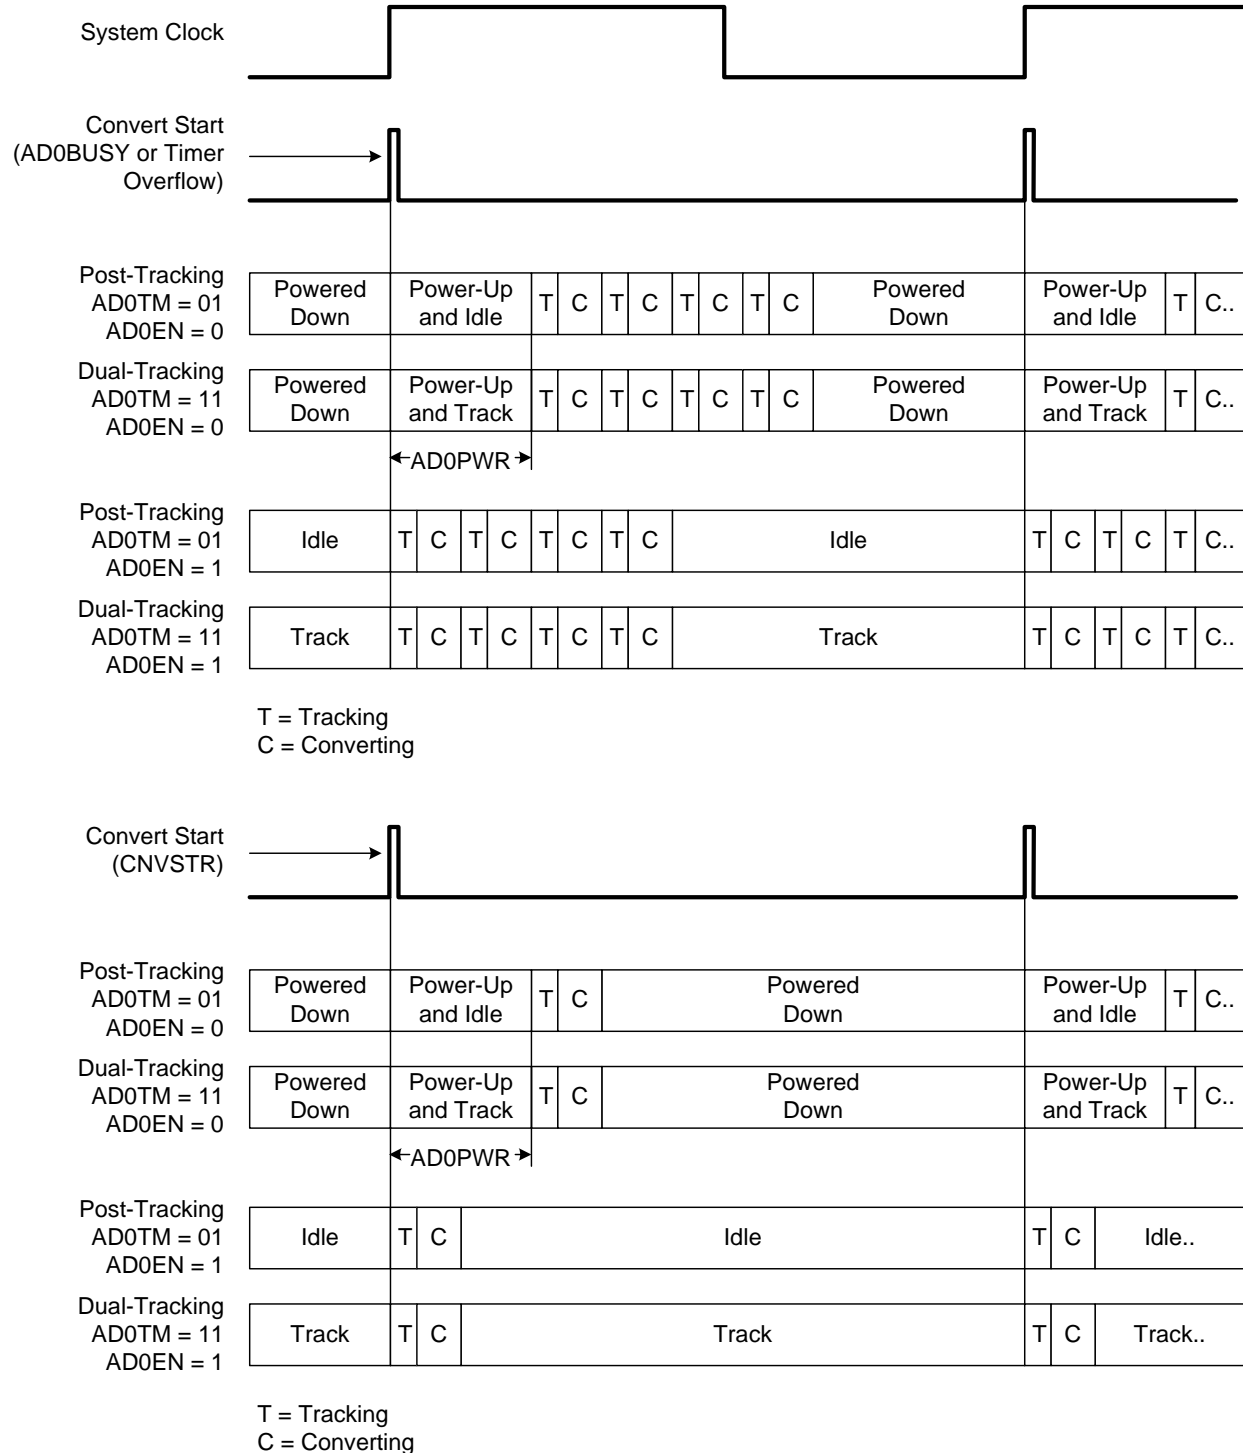 System Clock
Convert Start
(AD0BUSY or Timer
Overflow)
Post-Tracking
AD0TM = 01
AD0EN = 0
Powered
Down
Power-Up
and Idle
T C T C T C T C
Powered
Down
Power-Up
and Idle
T C..
Dual-Tracking
AD0TM = 11
AD0EN = 0
Powered
Down
Power-Up
and Track
T C T C T C T C
Powered
Down
Power-Up
and Track
T C..
AD0PWR
Post-Tracking
AD0TM = 01
AD0EN = 1
Idle T C T C T C T C Idle T C T C T C..
Dual-Tracking
AD0TM = 11
AD0EN = 1
Track T C T C T C T C Track T C T C T C..
T = Tracking
C = Converting
Convert Start
(CNVSTR)
Post-Tracking
AD0TM = 01
AD0EN = 0
Powered
Down
Power-Up
and Idle
T C
Powered
Down
Power-Up
and Idle
T C..
Dual-Tracking
AD0TM = 11
AD0EN = 0
Powered
Down
Power-Up
and Track
T C
Powered
Down
Power-Up
and Track
T C..
AD0PWR
Post-Tracking
AD0TM = 01
AD0EN = 1
Idle T C Idle T C Idle..
Dual-Tracking
AD0TM = 11
AD0EN = 1
Track T C Track T C Track..
T = Tracking
C = Converting